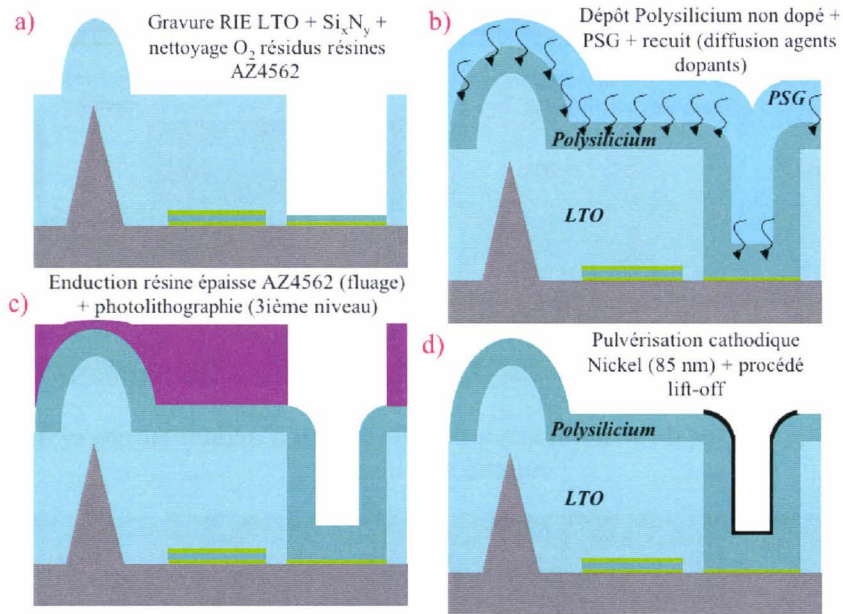 a)
Gravure RIE LTO + SixNy +
nettoyage O2 résidus résines
AZ4562
b)
Dépôt Polysilicium non dopé +
PSG + recuit (diffusion agents
dopants)
PSG
Polysilicium
LTO
c)
Enduction résine épaisse AZ4562 (fluage)
+ photolithographie (3ième niveau)
d)
Pulvérisation cathodique
Nickel (85 nm) + procédé
lift-off
Polysilicium
LTO